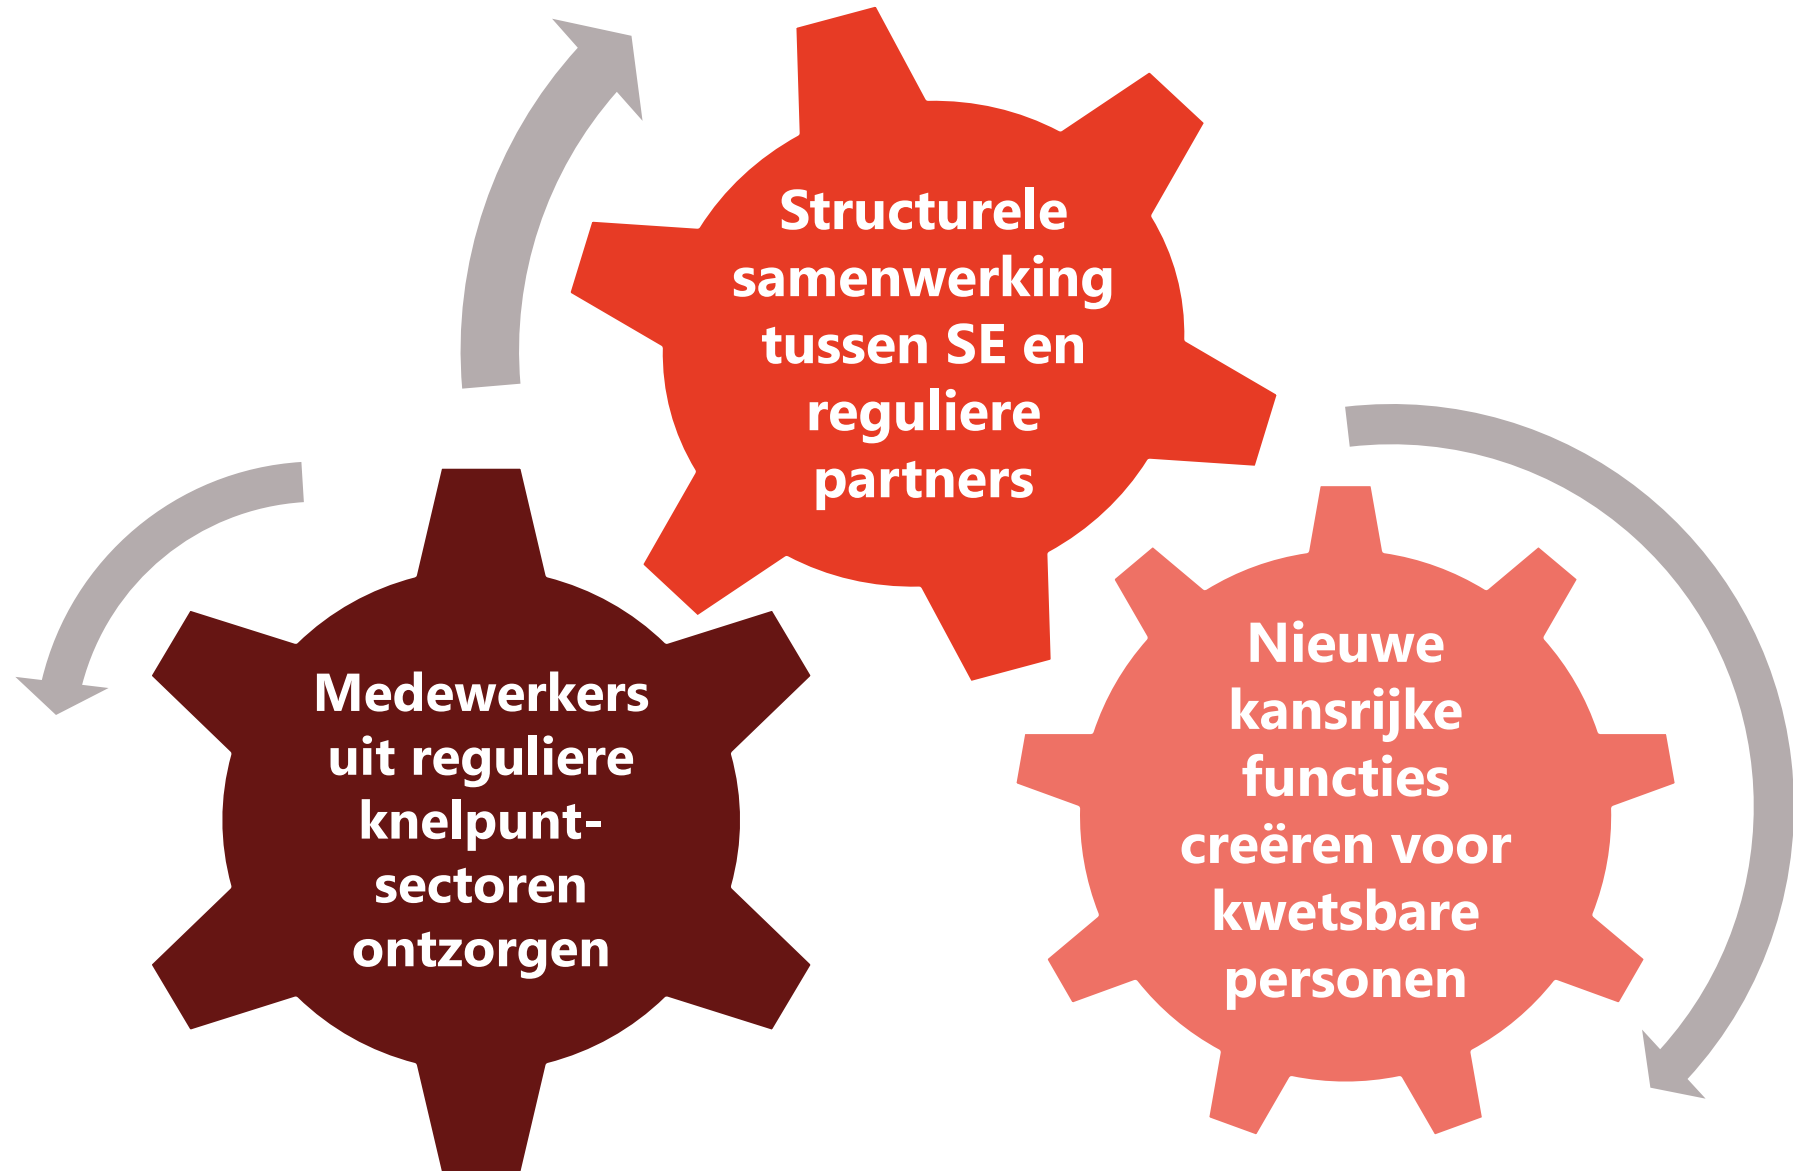 Structurele
samenwerking
tussen SE en
reguliere
partners
Medewerkers
uit reguliere
knelpunt-
sectoren
ontzorgen
Nieuwe
kansrijke
functies
creëren voor
kwetsbare
personen